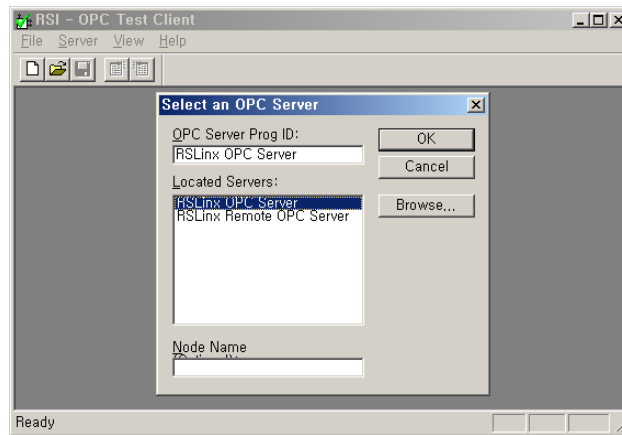 RSI - OPC Test Client
File Server View Help
Select an OPC Server
OPC Server Prog ID:
RSLinx OPC Server
OK
Cancel
Located Servers:
RSLinx OPC Server
RSLinx Remote OPC Server
Browse...
Node Name
Ready